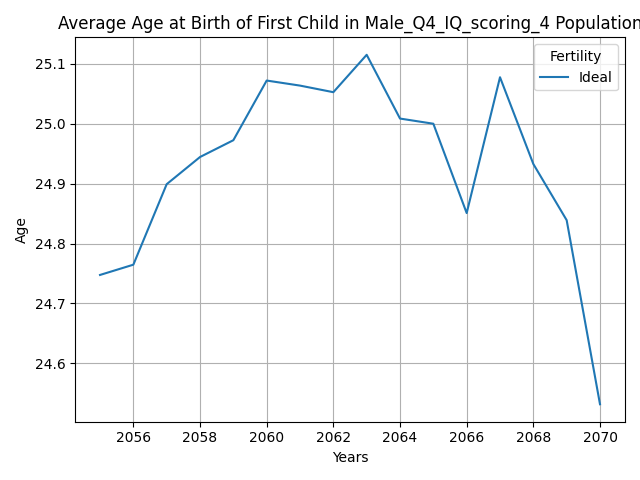 Average Age at Birth of First Child in Male_Q4_IQ_scoring_4 Population
Fertility
Ideal
25.1
25.0
24.9
24.8
24.7
24.6
Age
2056 2058 2060 2062 2064 2066 2068 2070
Years